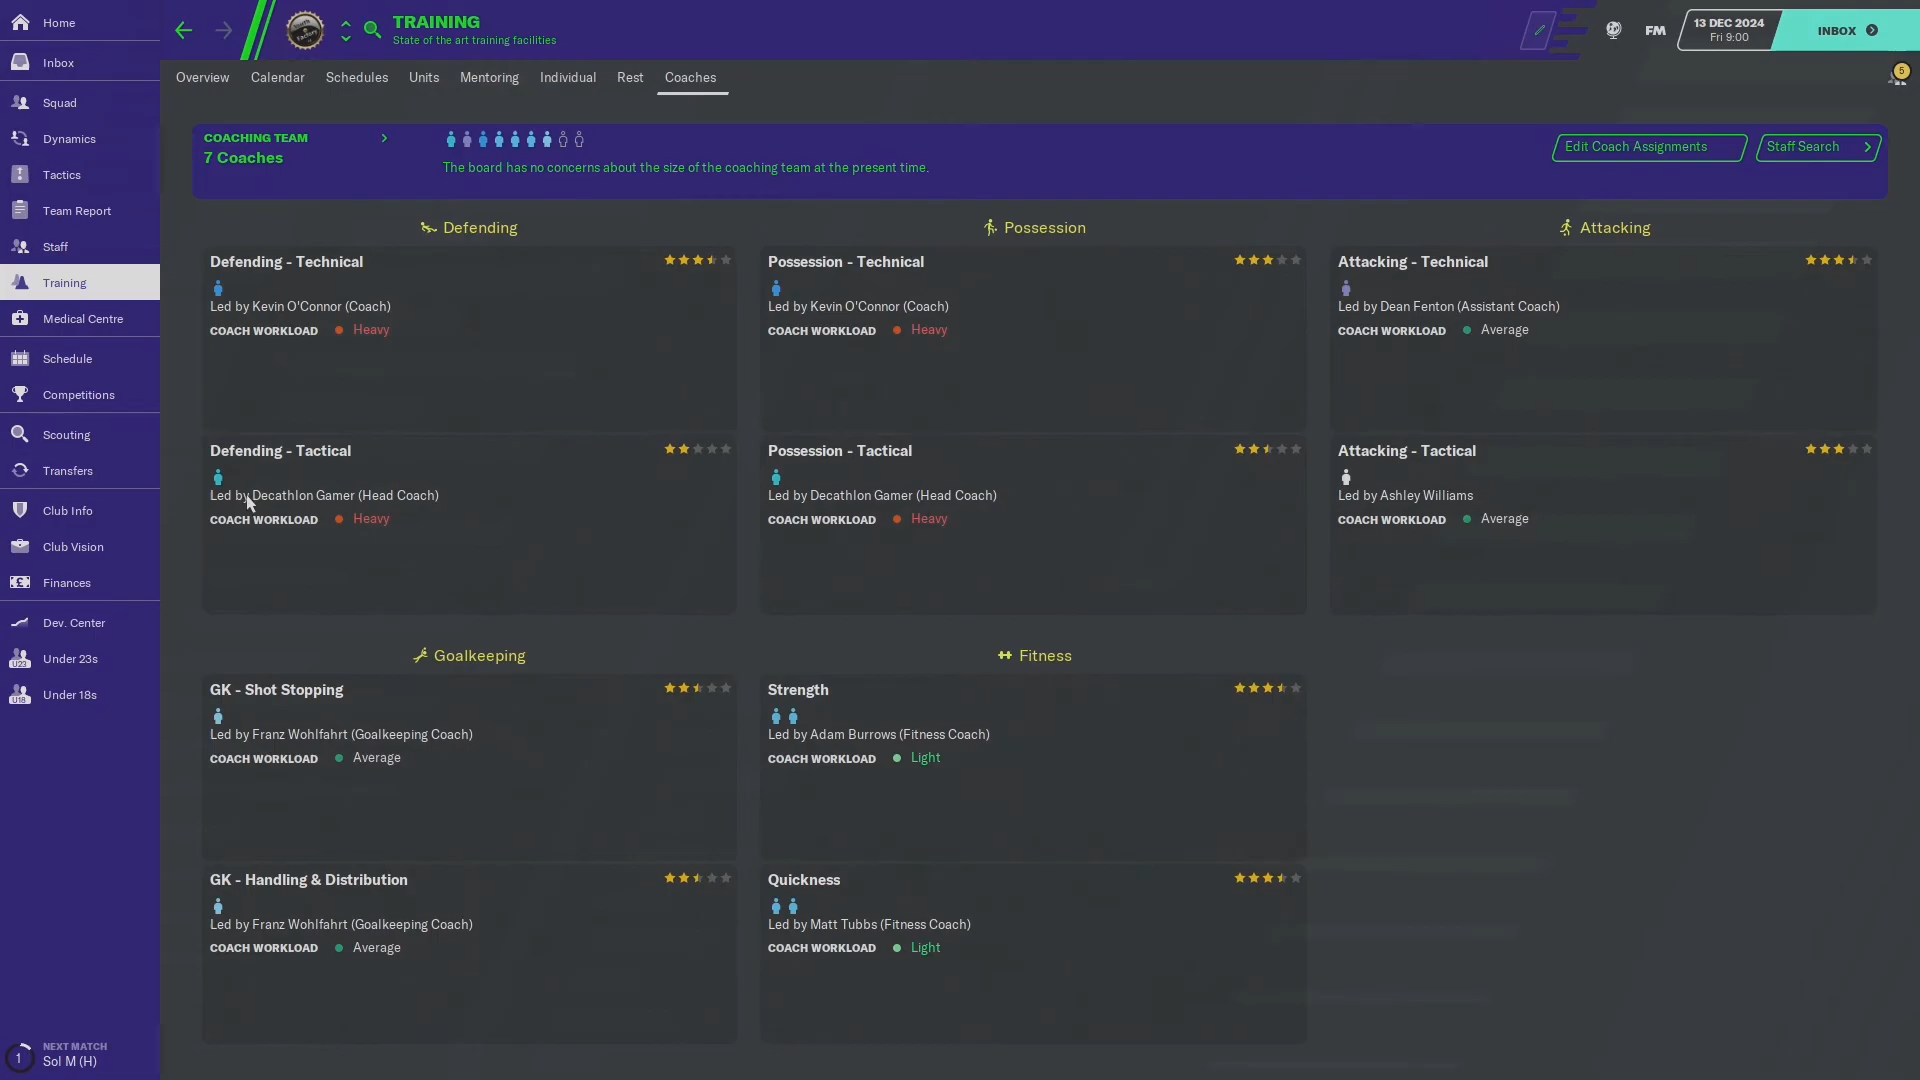 Home
Inbox
Squad
Dynamics
Tactics
Team Report
Staff
Training
Medical Centre
Schedule
Competitions
Scouting
Transfers
Club Info
Club Vision
Finances
Dev. Center
U23
Under 23s
U18
Under 18s
1
NEXT MATCH
Sol M (H)
TRAINING
State of the art training facilities
FM
13 DEC 2024
Fri 9:00
INBOX
5
Overview
Calendar
Schedules
Units
Mentoring
Individual
Rest
Coaches
COACHING TEAM
7 Coaches
The board has no concerns about the size of the coaching team at the present time.
Edit Coach Assignments
Staff Search
Defending
Possession
Attacking
Defending - Technical
Led by Kevin O'Connor (Coach)
COACH WORKLOAD Heavy
Possession - Technical
Led by Kevin O'Connor (Coach)
COACH WORKLOAD Heavy
Attacking - Technical
Led by Dean Fenton (Assistant Coach)
COACH WORKLOAD Average
Defending - Tactical
Led by Decathlon Gamer (Head Coach)
COACH WORKLOAD Heavy
Possession - Tactical
Led by Decathlon Gamer (Head Coach)
COACH WORKLOAD Heavy
Attacking - Tactical
Led by Ashley Williams
COACH WORKLOAD Average
Goalkeeping
Fitness
GK - Shot Stopping
Led by Franz Wohlfahrt (Goalkeeping Coach)
COACH WORKLOAD Average
Strength
Led by Adam Burrows (Fitness Coach)
COACH WORKLOAD Light
GK - Handling & Distribution
Led by Franz Wohlfahrt (Goalkeeping Coach)
COACH WORKLOAD Average
Quickness
Led by Matt Tubbs (Fitness Coach)
COACH WORKLOAD Light